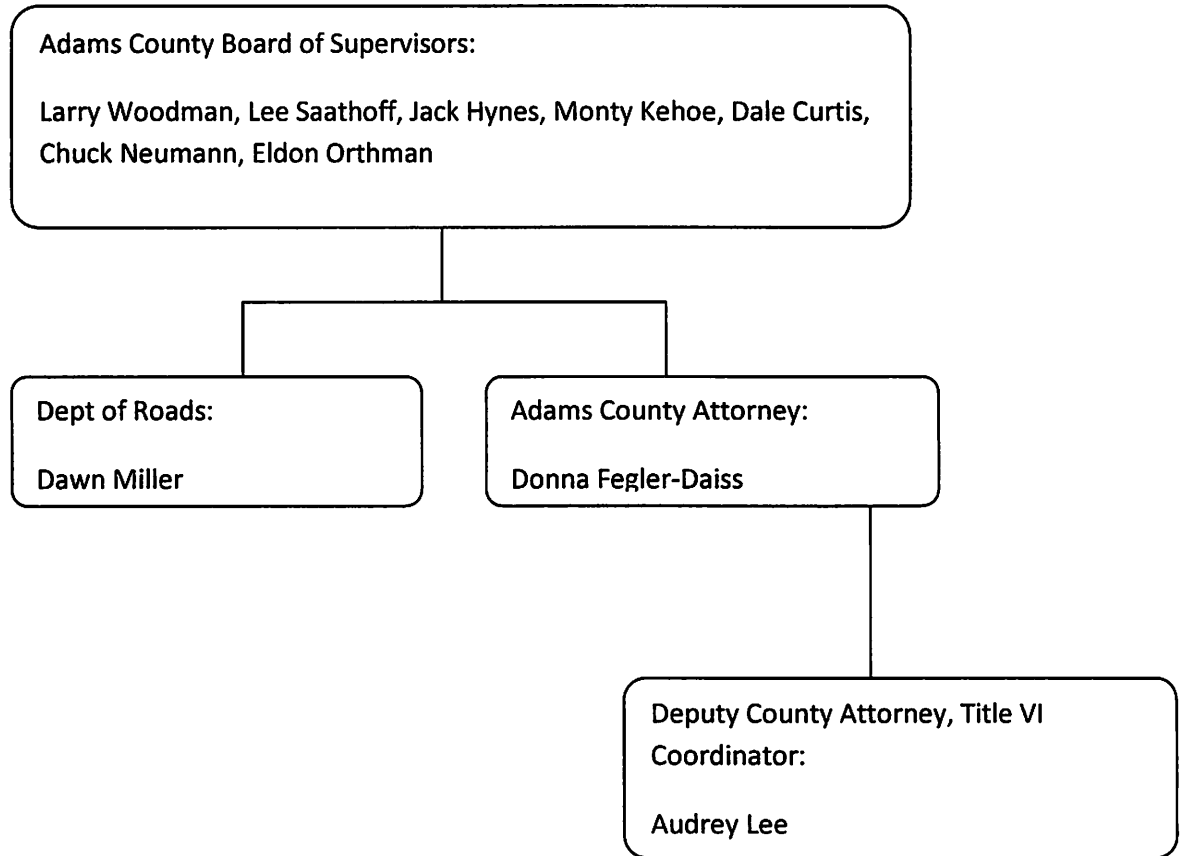 Adams County Board of Supervisors:
Larry Woodman, Lee Saathoff, Jack Hynes, Monty Kehoe, Dale Curtis,
Chuck Neumann, Eldon Orthman
Dept of Roads:
Dawn Miller
Adams County Attorney:
Donna Fegler-Daiss
Deputy County Attorney, Title VI
Coordinator:
Audrey Lee